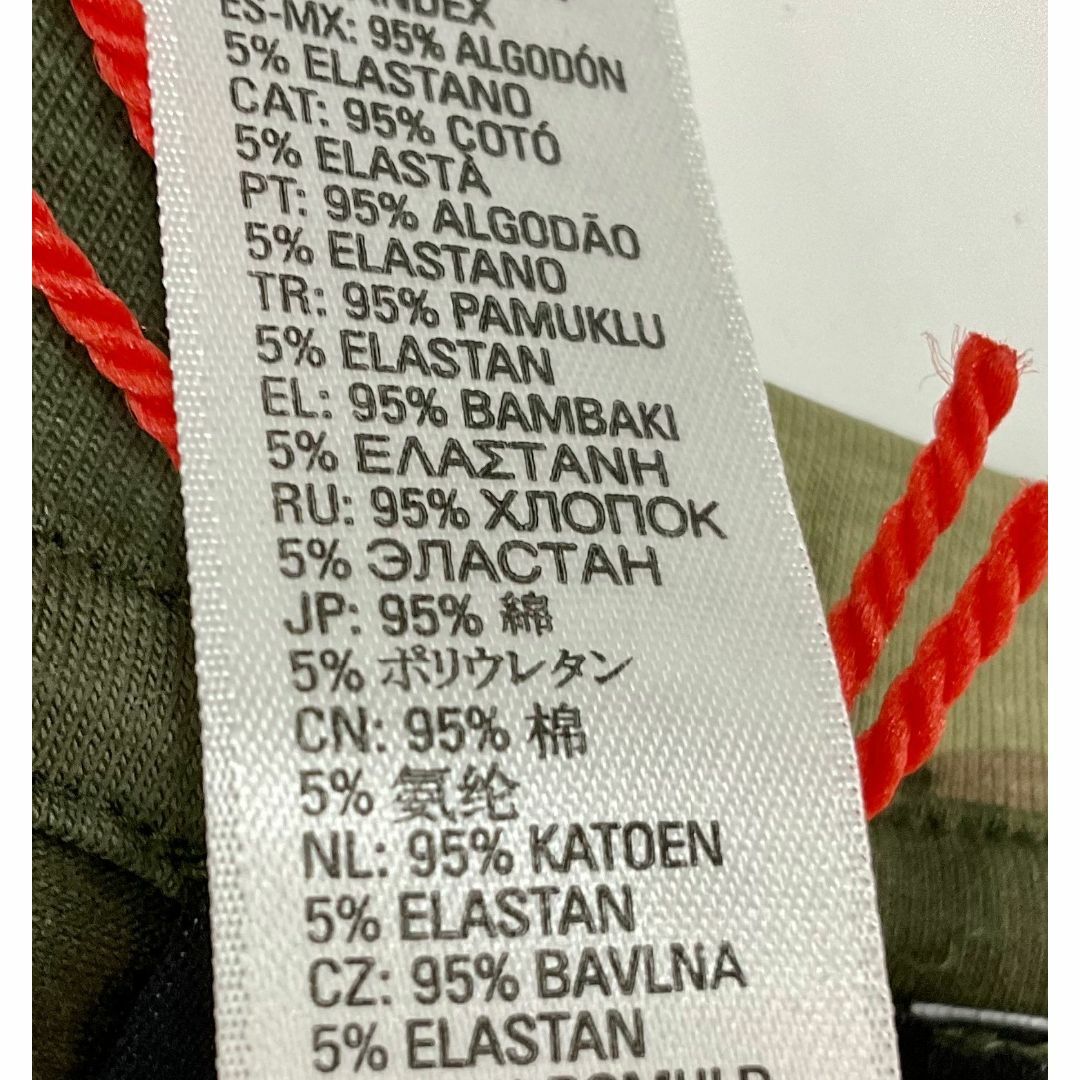 ES-MX: 95% ALGODÓN
5% ELASTANO
CAT: 95% COTÓ
5% ELASTÀ
PT: 95% ALGODÃO
5% ELASTANO
TR: 95% PAMUKLU
5% ELASTAN
EL: 95% BAMBAKI
5% ΕΛΑΣΤΑΝΗ
RU: 95% ХЛОПОК
5% ЭЛАСТАН
JP: 95% 綿
5% ポリウレタン
CN: 95% 棉
5% 氨纶
NL: 95% KATOEN
5% ELASTAN
CZ: 95% BAVLNA
5% ELASTAN